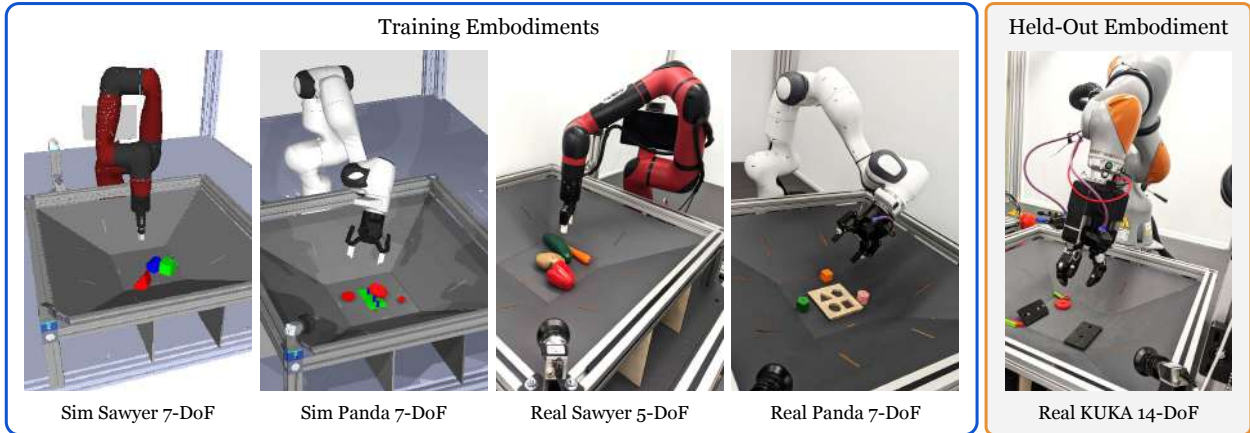 Training Embodiments
Held-Out Embodiment
Sim Sawyer 7-DoF
Sim Panda 7-DoF
Real Sawyer 5-DoF
Real Panda 7-DoF
Real KUKA 14-DoF